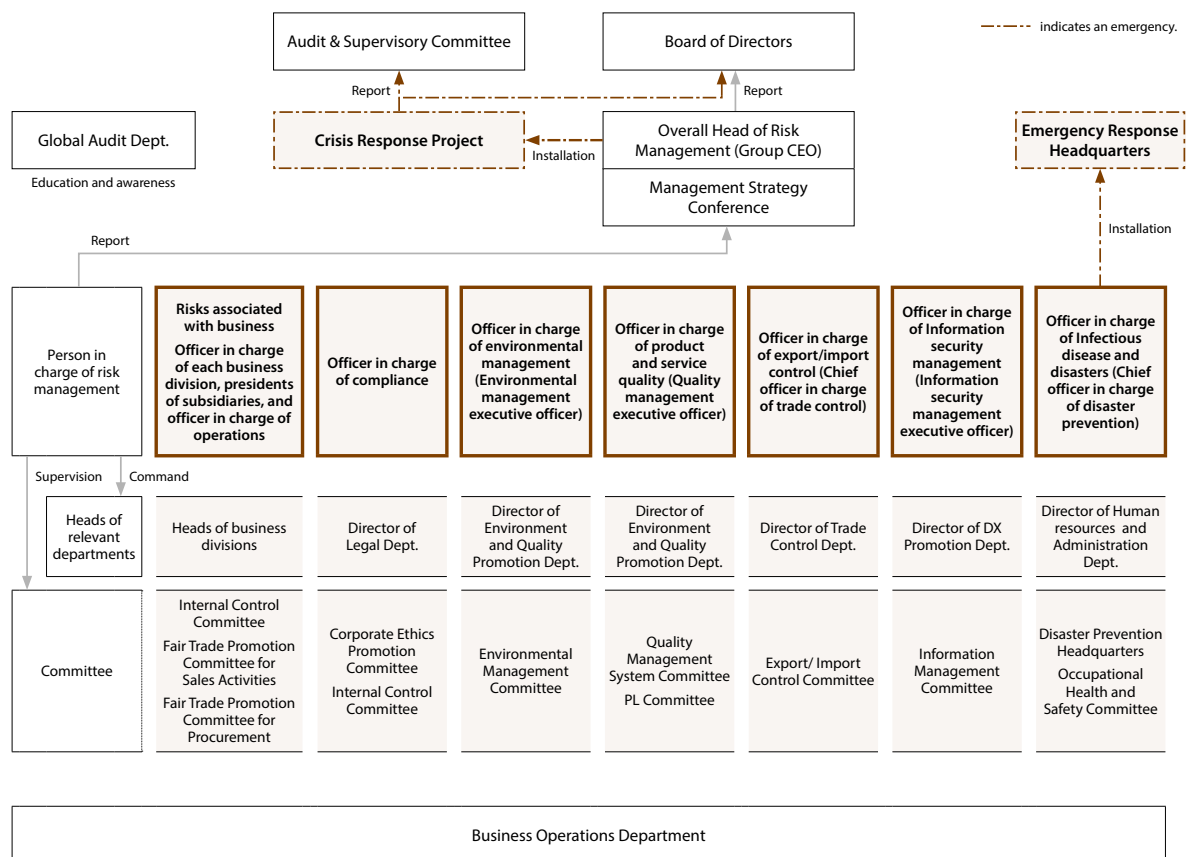 indicates an emergency.
Audit & Supervisory Committee
Board of Directors
Report
Report
Global Audit Dept.
Education and awareness
Crisis Response Project
Installation
Overall Head of Risk
Management (Group CEO)
Management Strategy
Conference
Emergency Response
Headquarters
Installation
Report
Person in
charge of risk
management
Risks associated
with business
Officer in charge
of each business
division, presidents
of subsidiaries, and
officer in charge of
operations
Officer in charge
of compliance
Officer in charge
of environmental
management
(Environmental
management
executive officer)
Officer in charge
of product
and service
quality (Quality
management
executive officer)
Officer in charge
of export/import
control (Chief
officer in charge
of trade control)
Officer in charge
of Information
security
management
(Information
security
management
executive officer)
Officer in charge
of Infectious
disease and
disasters (Chief
officer in charge
of disaster
prevention)
Supervision
Command
Heads of
relevant
departments
Heads of business
divisions
Director of
Legal Dept.
Director of
Environment
and Quality
Promotion Dept.
Director of
Environment
and Quality
Promotion Dept.
Director of Trade
Control Dept.
Director of DX
Promotion Dept.
Director of Human
resources and
Administration
Dept.
Committee
Internal Control
Committee
Fair Trade Promotion
Committee for
Sales Activities
Fair Trade Promotion
Committee for
Procurement
Corporate Ethics
Promotion
Committee
Internal Control
Committee
Environmental
Management
Committee
Quality
Management
System Committee
PL Committee
Export/ Import
Control Committee
Information
Management
Committee
Disaster Prevention
Headquarters
Occupational
Health and
Safety Committee
Business Operations Department